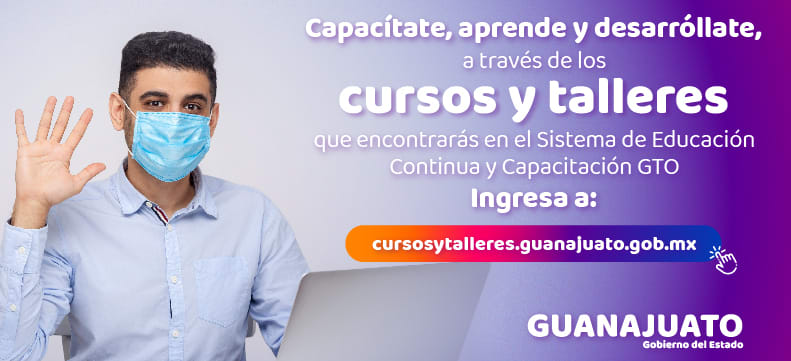 Capacítate, aprende y desarróllate,
a través de los
cursos y talleres
que encontrarás en el Sistema de Educación
Continua y Capacitación GTO
Ingresa a:
cursosytalleres.guanajuato.gob.mx
GUANAJUATO
Gobierno del Estado